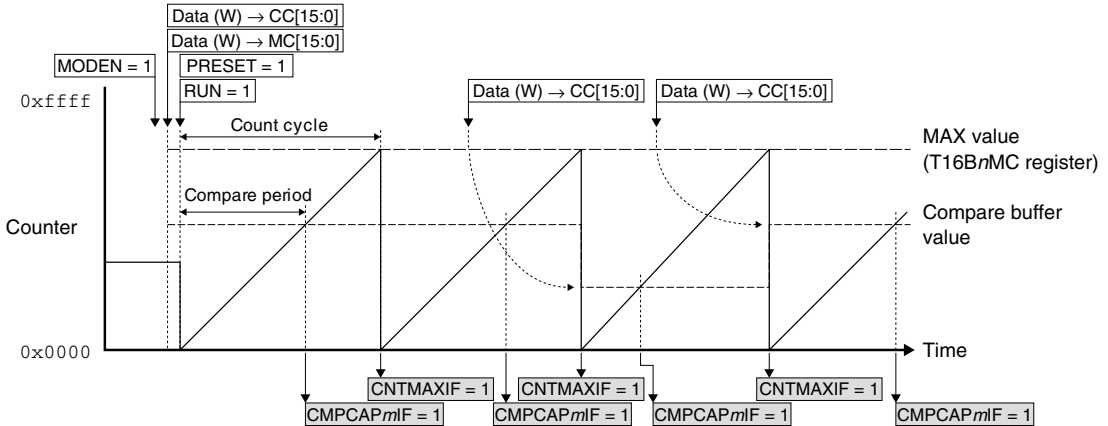 Data (W) → CC[15:0]
Data (W) → MC[15:0]
MODEN = 1
PRESET = 1
RUN = 1
Data (W) → CC[15:0]
Data (W) → CC[15:0]
0xffff
Count cycle
MAX value
(T16BnMC register)
Compare period
Compare buffer
value
Counter
0x0000
Time
CNTMAXIF = 1
CNTMAXIF = 1
CNTMAXIF = 1
CMPCAPmIF = 1
CMPCAPmIF = 1
CMPCAPmIF = 1
CMPCAPmIF = 1